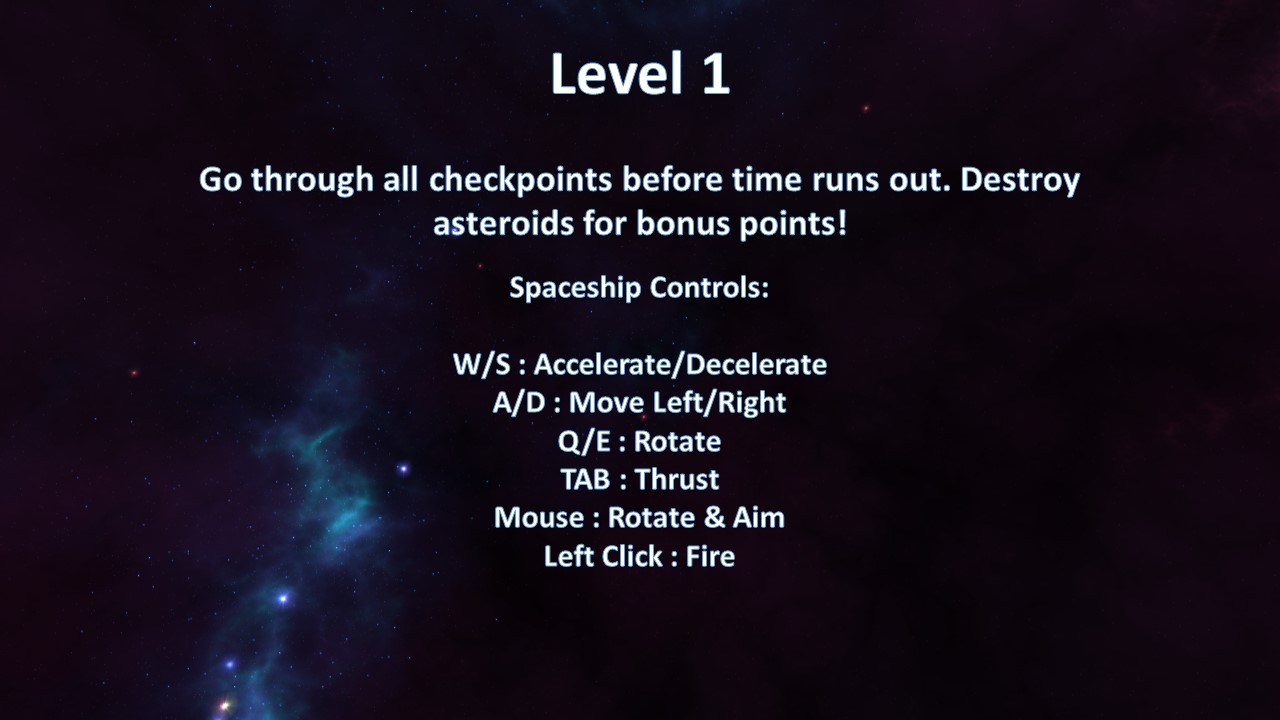 Level 1
Go through all checkpoints before time runs out. Destroy
asteroids for bonus points!
Spaceship Controls:
W/S : Accelerate/Decelerate
A/D : Move Left/Right
Q/E : Rotate
TAB : Thrust
Mouse : Rotate & Aim
Left Click : Fire